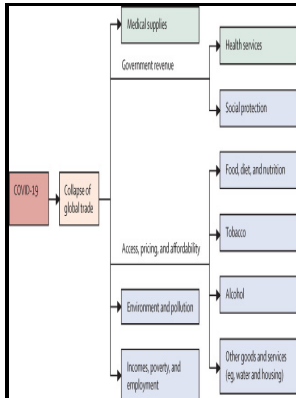 Medical supplies
Government revenue
Health services
Social protection
COVID-19
Collapse of
global trade
Food, diet, and nutrition
Tobacco
Access, pricing, and affordability
Alcohol
Environment and pollution
Incomes, poverty, and
employment
Other goods and services
(eg, water and housing)